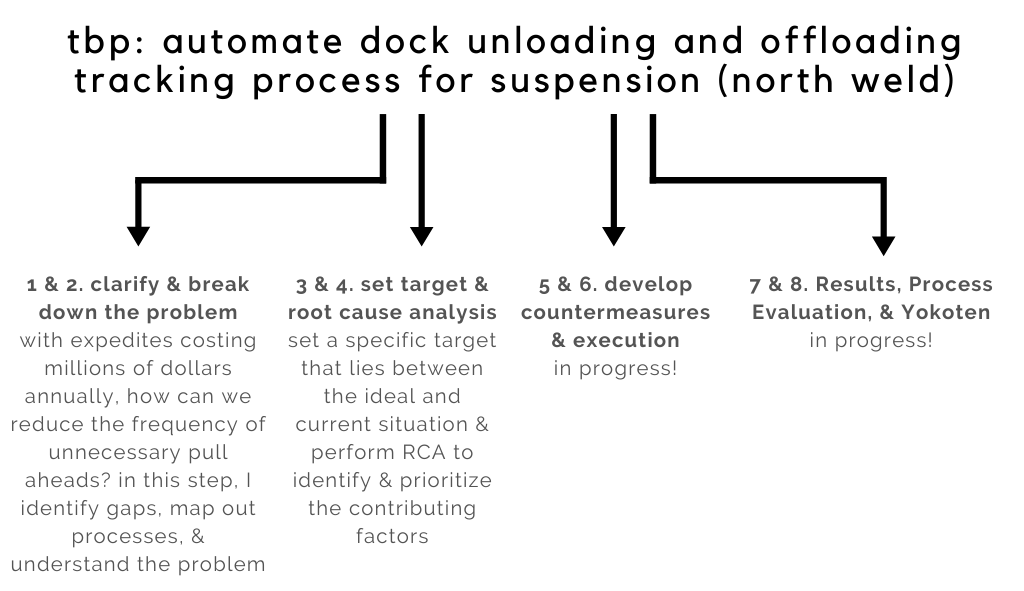 tbp: automate dock unloading and offloading
tracking process for suspension (north weld)
1 & 2. clarify & break
down the problem
with expedites costing
millions of dollars
annually, how can we
reduce the frequency of
unnecessary pull
aheads? in this step, I
identify gaps, map out
processes, &
understand the problem
3 & 4. set target &
root cause analysis
set a specific target
that lies between
the ideal and
current situation &
perform RCA to
identify & prioritize
the contributing
factors
5 & 6. develop
countermeasures
& execution
in progress!
7 & 8. Results, Process
Evaluation, & Yokoten
in progress!